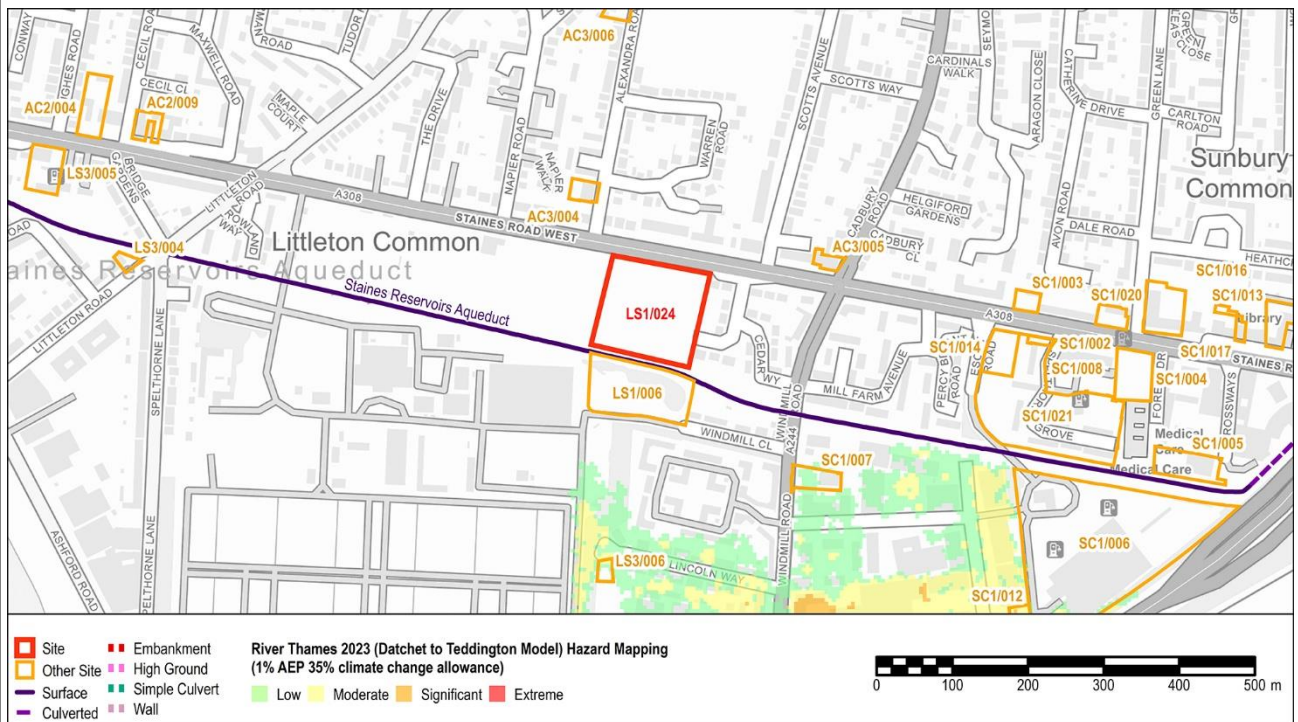 CONWAY
GHES ROAD
CECIL ROAD
MAXWELL ROAD
CECIL CL
MAPLE
COURT
TUDOR
THE DRIVE
NAPIER ROAD
NAPIER
WALK
ALEXANDRA ROAD
WARREN
ROAD
SCOTTS AVENUE
SCOTTS WAY
CARDINALS
WALK
CADBURY
ROAD
HELGIFORD
GARDENS
CADBURY
CL
ARAGON CLOSE
CATHERINE DRIVE
GREEN LANE
CARLTON
ROAD
AVON ROAD
DALE ROAD
Sunbury
Common
AC3/006
AC2/004
AC2/009
LS3/005
BRIDGE
GARDENS
LITTLETON
ROAD
ROWLAND
WAY
A308
STAINES ROAD WEST
AC3/004
AC3/005
LS3/004
Littleton Common
aines Reservoirs Aqueduct
Staines Reservoirs Aqueduct
LITTLETON ROAD
SPELTHORNE LANE
LS1/024
LS1/006
CEDAR WY
MILL FARM AVENUE
WINDMILL CL
WINDMILL
ROAD
A244
A308
SC1/003
SC1/020
SC1/016
SC1/013
Library
SC1/014
SC1/002
SC1/017
STAINES R
SC1/008
SC1/004
SC1/021
GROVE
ROSSWAYS
Medical
Care
SC1/005
Medical Care
SC1/007
SC1/006
ASHFORD ROAD
SPELTHORNE LANE
LS3/006
LINCOLN WAY
WINDMILL ROAD
SC1/012
Site
Other Site
Surface
Culverted
Embankment
High Ground
Simple Culvert
Wall
River Thames 2023 (Datchet to Teddington Model) Hazard Mapping
(1% AEP 35% climate change allowance)
Low Moderate Significant Extreme
0 100 200 300 400 500 m